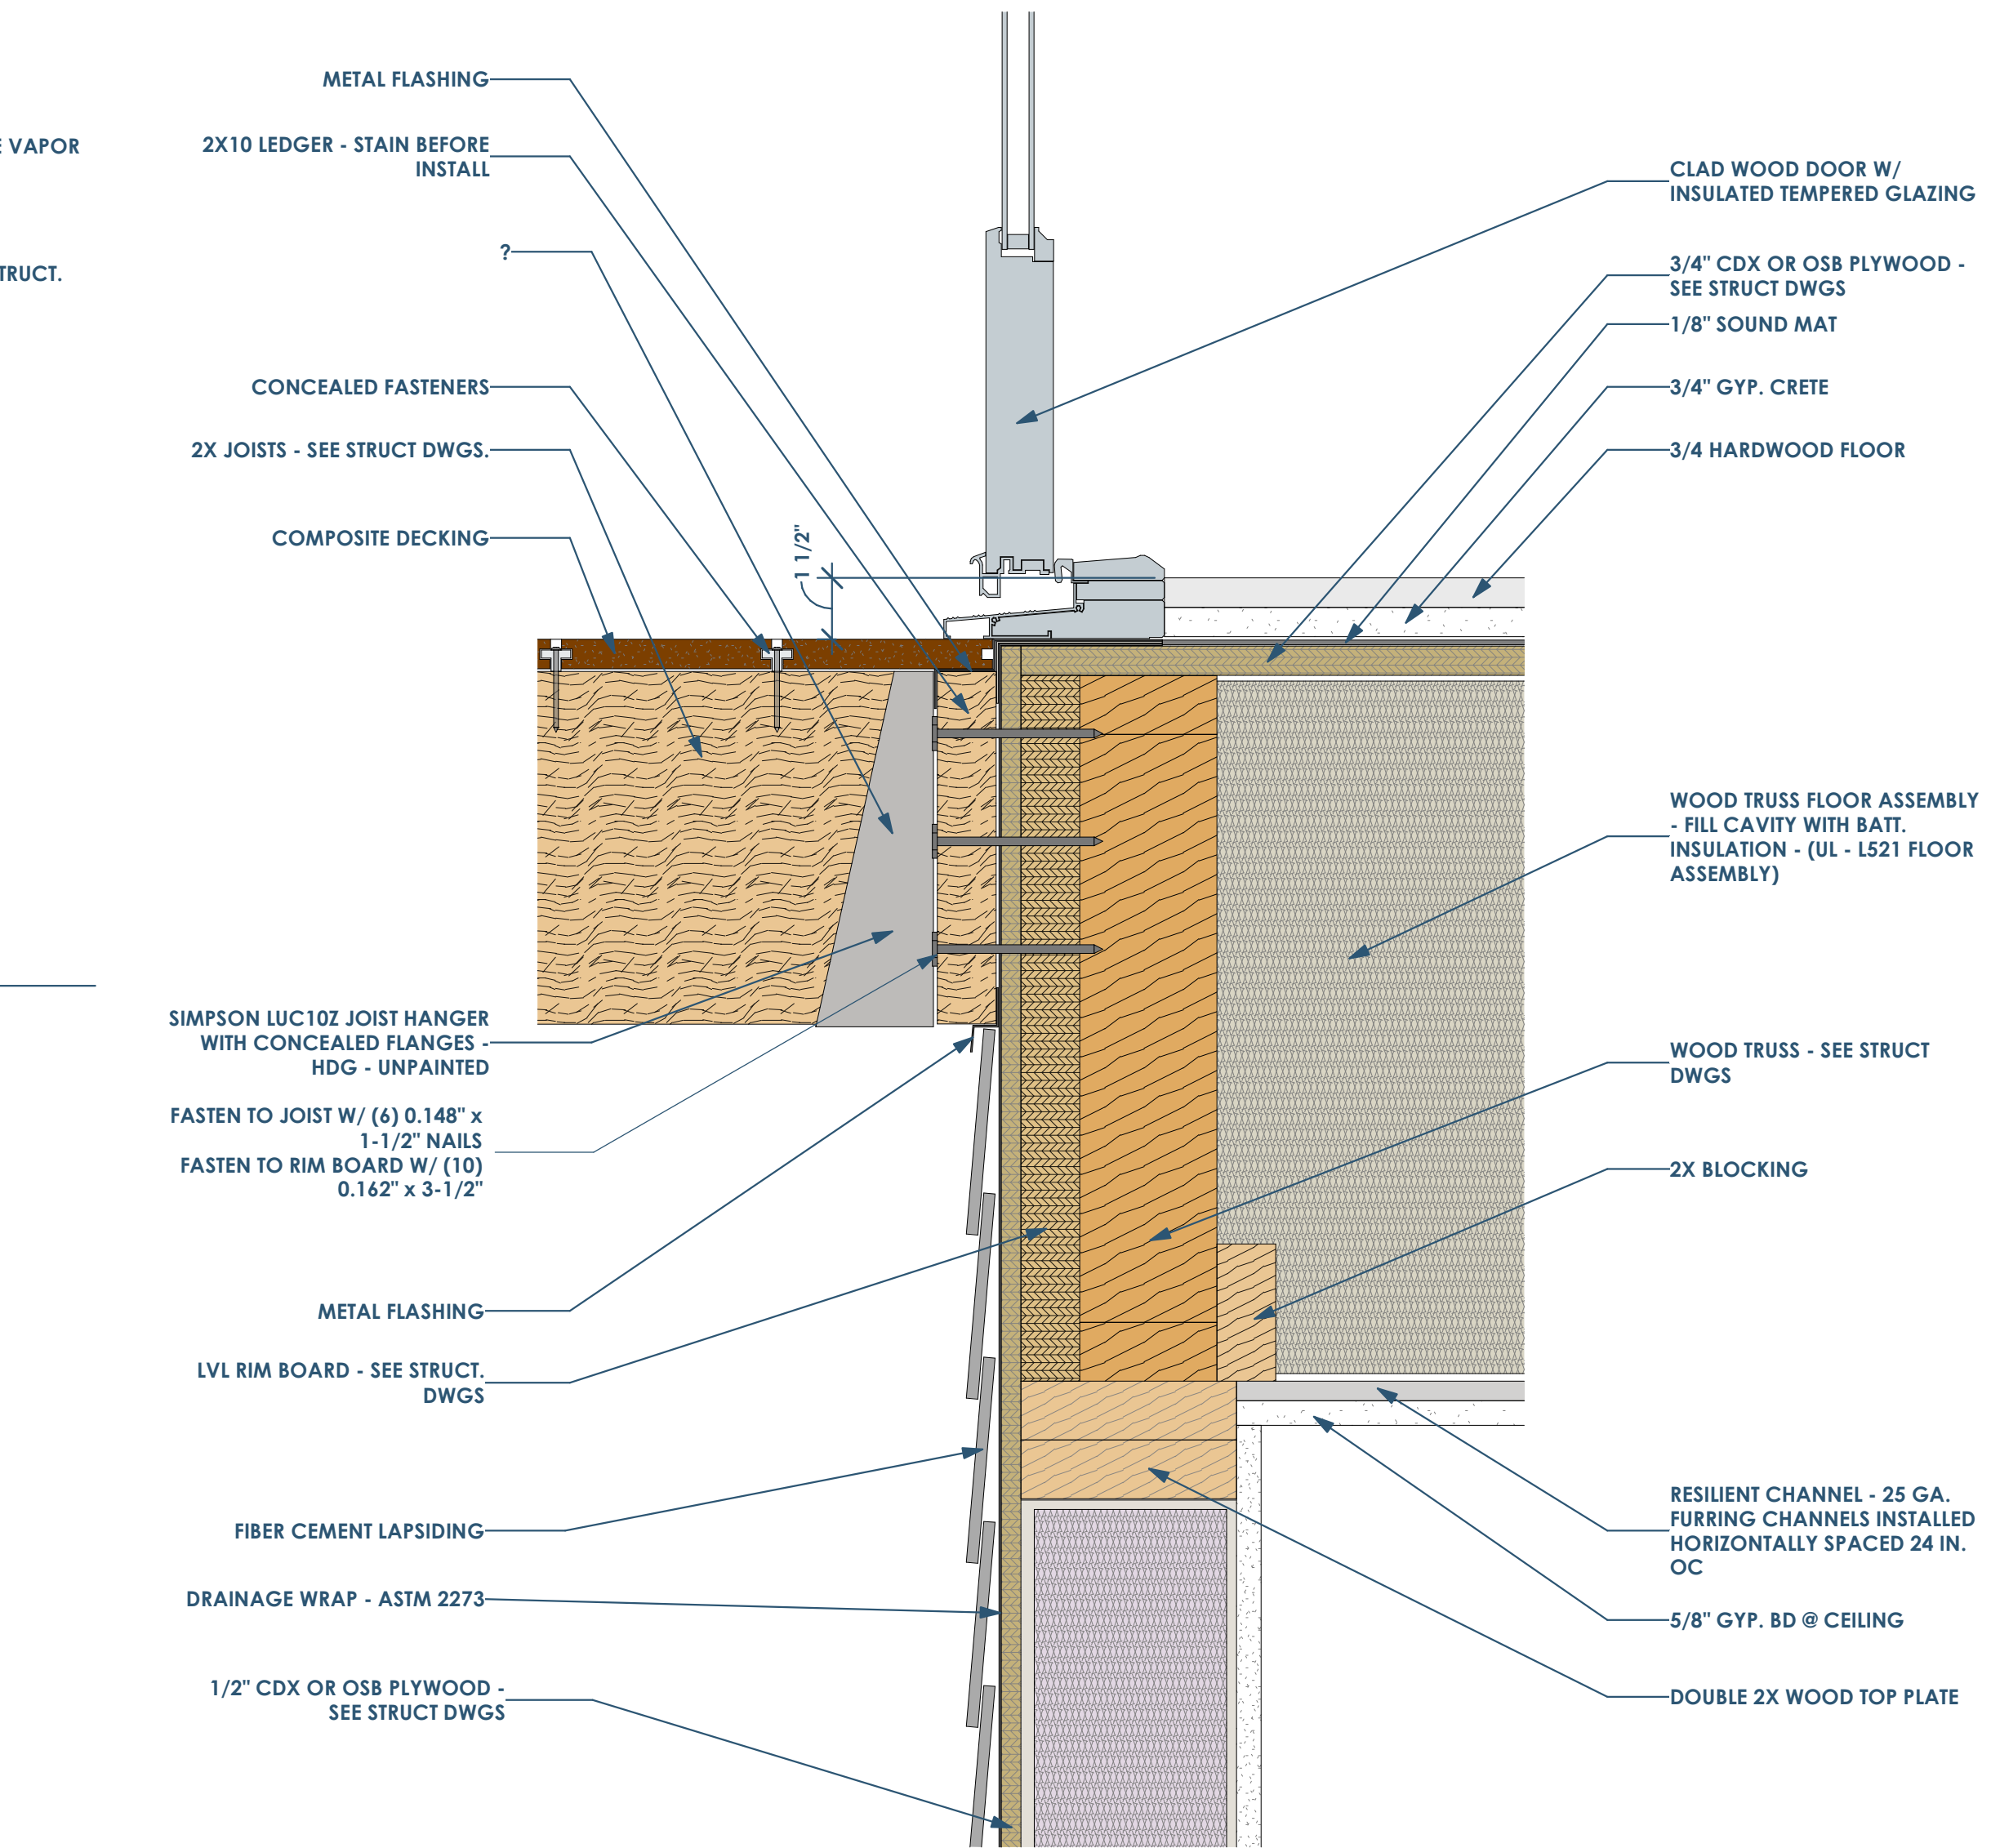 E VAPOR
TRUCT.
METAL FLASHING
2X10 LEDGER - STAIN BEFORE
INSTALL
?
CONCEALED FASTENERS
2X JOISTS - SEE STRUCT DWGS.
COMPOSITE DECKING
1 1/2"
SIMPSON LUC10Z JOIST HANGER
WITH CONCEALED FLANGES -
HDG - UNPAINTED
FASTEN TO JOIST W/ (6) 0.148" x
1-1/2" NAILS
FASTEN TO RIM BOARD W/ (10)
0.162" x 3-1/2"
METAL FLASHING
LVL RIM BOARD - SEE STRUCT.
DWGS
FIBER CEMENT LAPSIDING
DRAINAGE WRAP - ASTM 2273
1/2" CDX OR OSB PLYWOOD -
SEE STRUCT DWGS
CLAD WOOD DOOR W/
INSULATED TEMPERED GLAZING
3/4" CDX OR OSB PLYWOOD -
SEE STRUCT DWGS
1/8" SOUND MAT
3/4" GYP. CRETE
3/4 HARDWOOD FLOOR
WOOD TRUSS FLOOR ASSEMBLY
- FILL CAVITY WITH BATT.
INSULATION - (UL - L521 FLOOR
ASSEMBLY)
WOOD TRUSS - SEE STRUCT
DWGS
2X BLOCKING
RESILIENT CHANNEL - 25 GA.
FURRING CHANNELS INSTALLED
HORIZONTALLY SPACED 24 IN.
OC
5/8" GYP. BD @ CEILING
DOUBLE 2X WOOD TOP PLATE